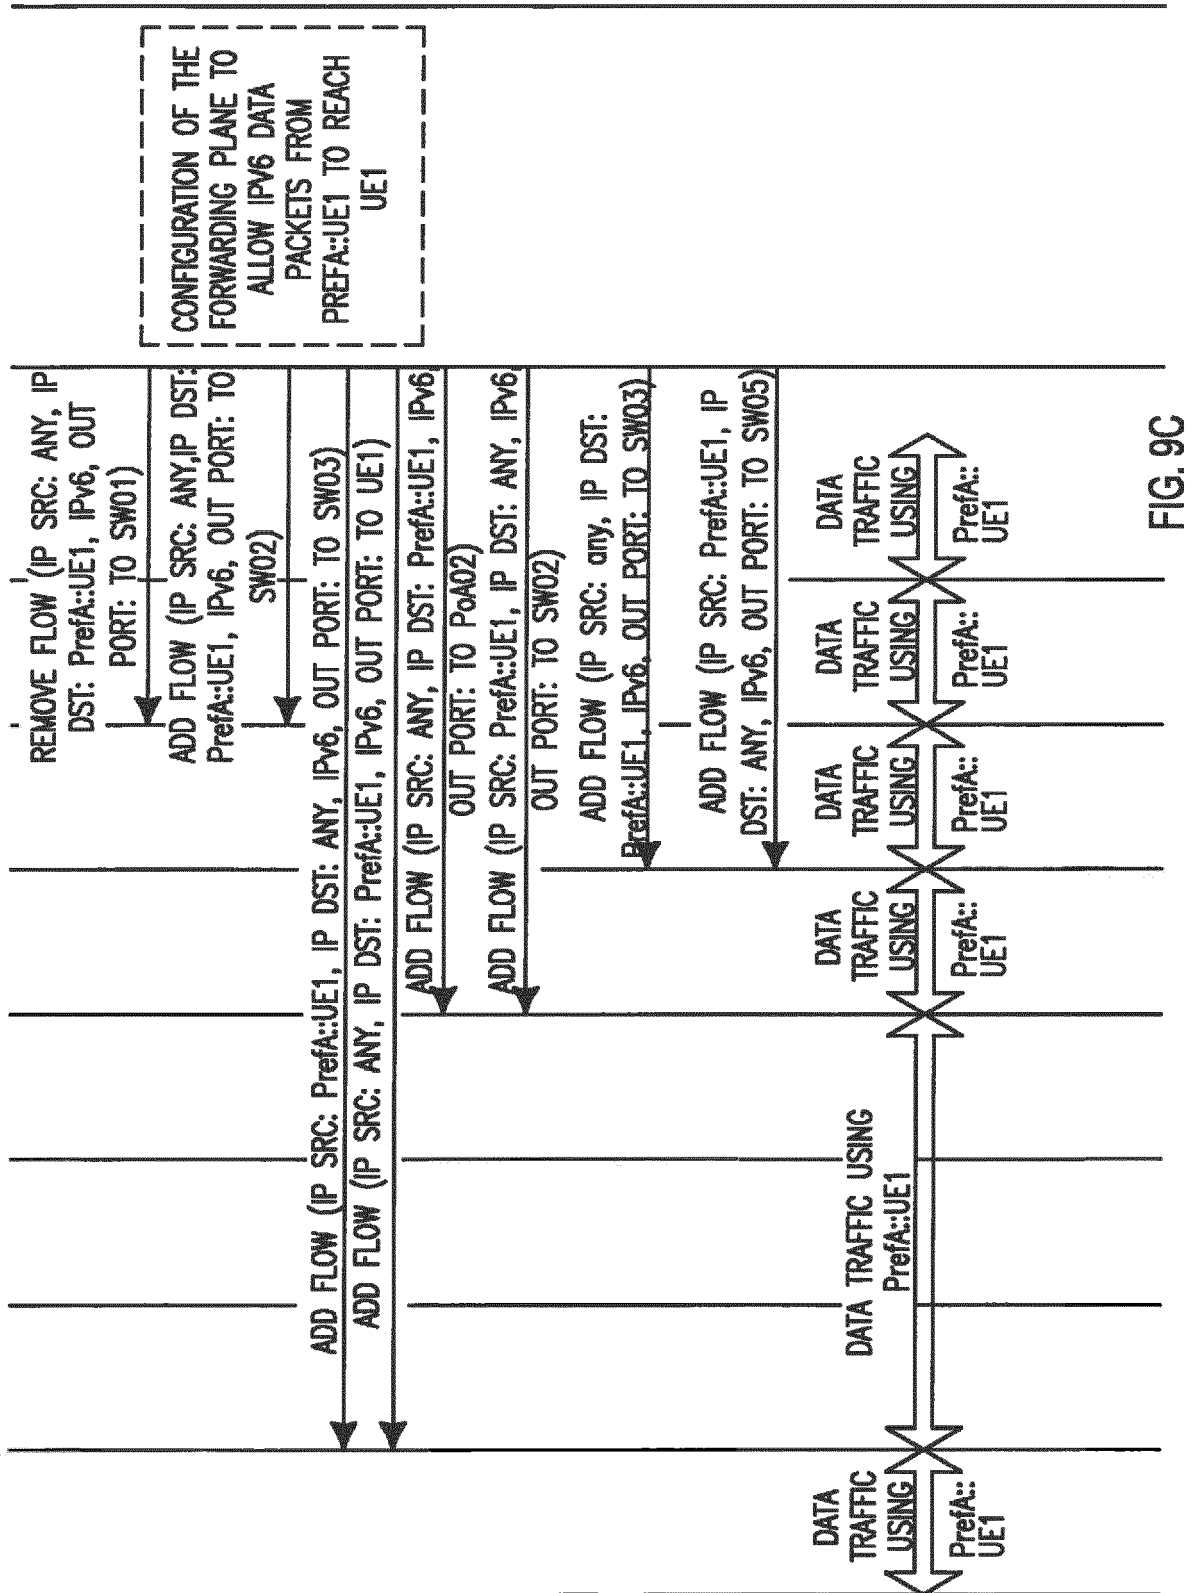 REMOVE FLOW (IP SRC: ANY, IP
DST: PrefA::UE1, IPv6, OUT
PORT: TO SW01)
ADD FLOW (IP SRC: ANY,IP DST:
PrefA::UE1, IPv6, OUT PORT: TO
SW02)
ADD FLOW (IP SRC: PrefA::UE1, IP DST: ANY, IPv6, OUT PORT: TO SW03)
ADD FLOW (IP SRC: ANY, IP DST: PrefA::UE1, IPv6, OUT PORT: TO UE1)
ADD FLOW (IP SRC: ANY, IP DST: PrefA::UE1, IPv6,
OUT PORT: TO PoA02)
ADD FLOW (IP SRC: PrefA::UE1, IP DST: ANY, IPv6,
OUT PORT: TO SW02)
ADD FLOW (IP SRC: any, IP DST:
PrefA::UE1, IPV6, OUT PORT: TO SW03)
ADD FLOW (IP SRC: PrefA::UE1, IP
DST: ANY, IPv6, OUT PORT: TO SW05)
CONFIGURATION OF THE
FORWARDING PLANE TO
ALLOW IPV6 DATA
PACKETS FROM
PREFA::UE1 TO REACH
UE1
DATA
TRAFFIC
USING
PrefA::
UE1
DATA TRAFFIC USING
PrefA::UE1
DATA
TRAFFIC
USING
PrefA::
UE1
DATA
TRAFFIC
USING
PrefA::
UE1
DATA
TRAFFIC
USING
PrefA::
UE1
DATA
TRAFFIC
USING
PrefA::
UE1
FIG. 9C